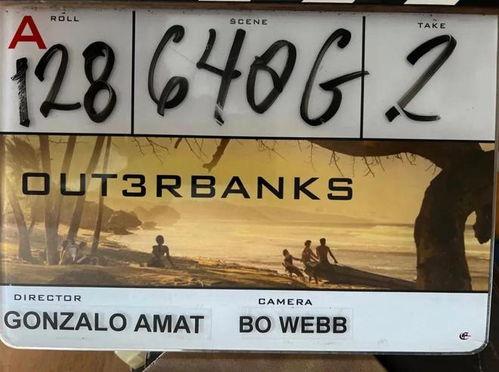 ROLL SCENE TAKE
A 128 640G .2
OUT3RBANKS
DIRECTOR CAMERA
GONZALO AMAT BO WEBB